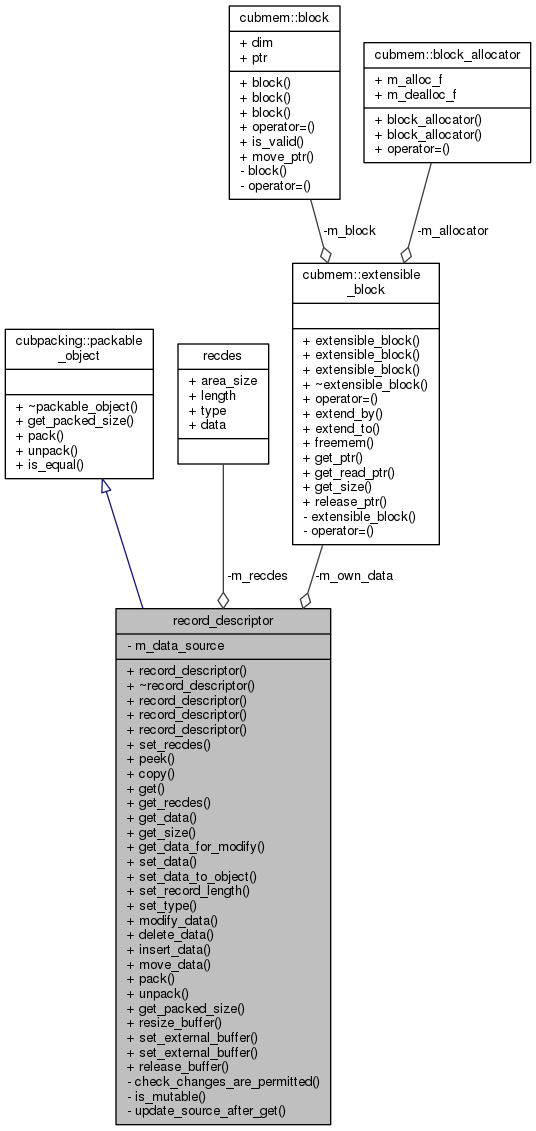 cubmem::block
+ dim
+ ptr
+ block()
+ block()
+ block()
+ operator=()
+ is_valid()
+ move_ptr()
- block()
- operator=()
cubmem::block_allocator
+ m_alloc_f
+ m_dealloc_f
+ block_allocator()
+ block_allocator()
+ operator=()
-m_block
-m_allocator
cubmem::extensible
_block
+ extensible_block()
+ extensible_block()
+ extensible_block()
+ ~extensible_block()
+ operator=()
+ extend_by()
+ extend_to()
+ freemem()
+ get_ptr()
+ get_read_ptr()
+ get_size()
+ release_ptr()
- extensible_block()
- operator=()
cubpacking::packable
_object
+ ~packable_object()
+ get_packed_size()
+ pack()
+ unpack()
+ is_equal()
recdes
+ area_size
+ length
+ type
+ data
-m_recdes
-m_own_data
record_descriptor
- m_data_source
+ record_descriptor()
+ ~record_descriptor()
+ record_descriptor()
+ record_descriptor()
+ record_descriptor()
+ set_recdes()
+ peek()
+ copy()
+ get()
+ get_recdes()
+ get_data()
+ get_size()
+ get_data_for_modify()
+ set_data()
+ set_data_to_object()
+ set_record_length()
+ set_type()
+ modify_data()
+ delete_data()
+ insert_data()
+ move_data()
+ pack()
+ unpack()
+ get_packed_size()
+ resize_buffer()
+ set_external_buffer()
+ set_external_buffer()
+ release_buffer()
- check_changes_are_permitted()
- is_mutable()
- update_source_after_get()